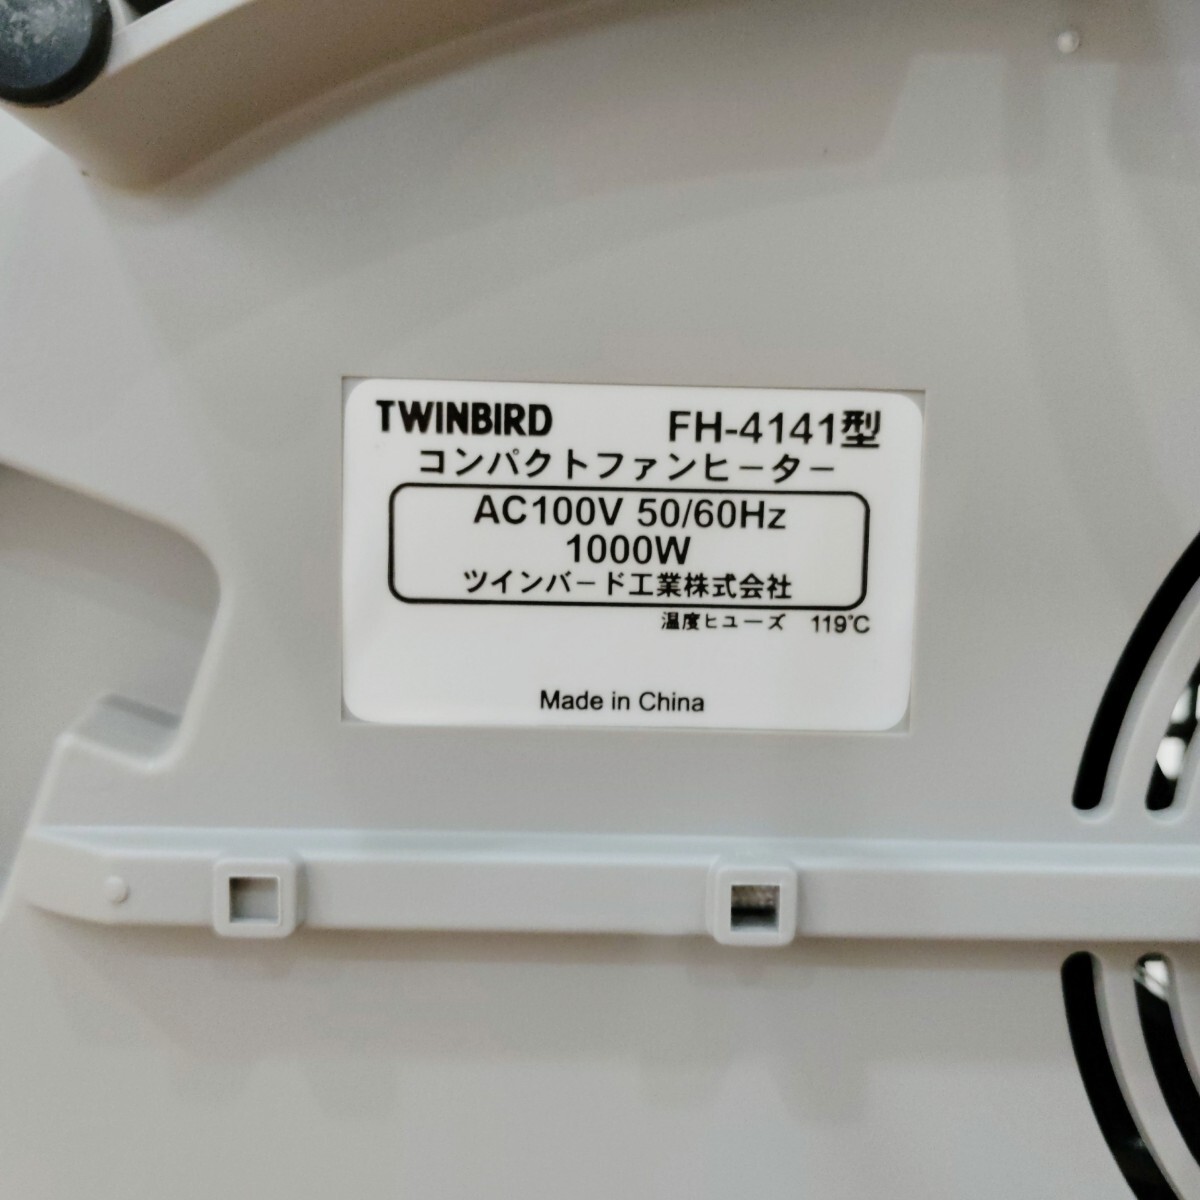 TWINBIRD FH-4141型
コンパクトファンヒーター
AC100V 50/60Hz
1000W
ツインバード工業株式会社
温度ヒューズ 119℃
Made in China